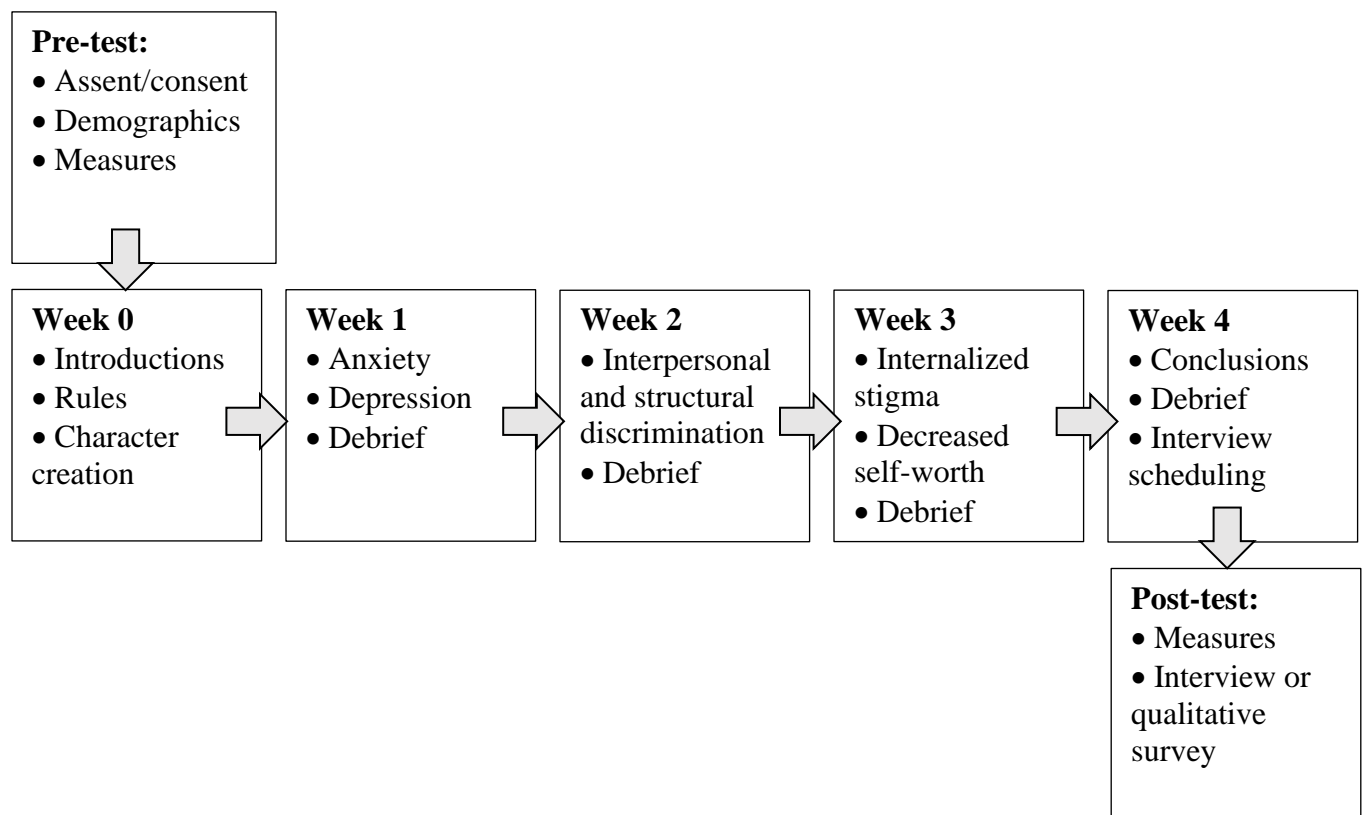 Pre-test:
• Assent/consent
• Demographics
• Measures
Week 0
• Introductions
• Rules
• Character
creation
Week 1
• Anxiety
• Depression
• Debrief
Week 2
• Interpersonal
and structural
discrimination
• Debrief
Week 3
• Internalized
stigma
• Decreased
self-worth
• Debrief
Week 4
• Conclusions
• Debrief
• Interview
scheduling
Post-test:
• Measures
• Interview or
qualitative
survey